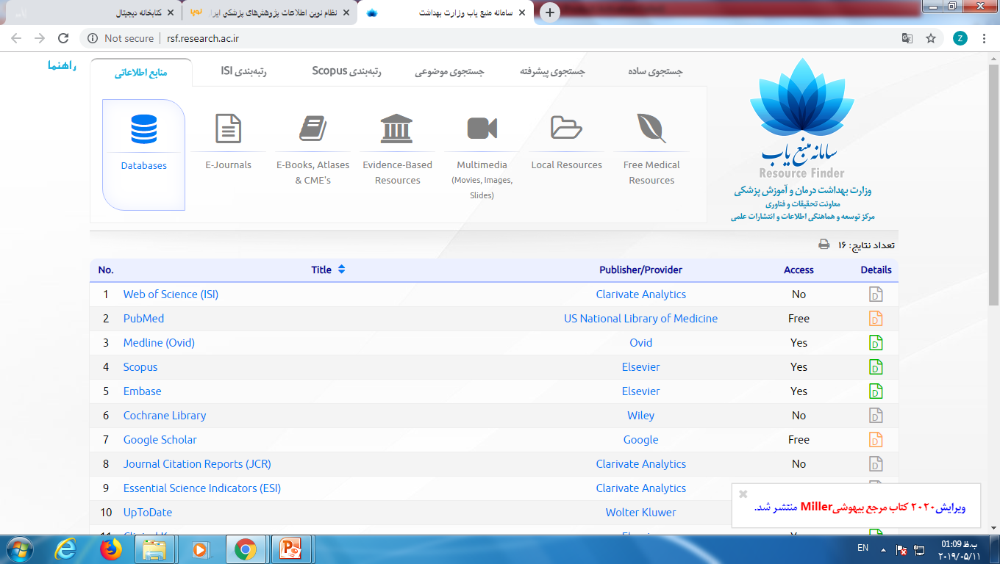 سامانه منبع یاب وزارت بهداشت
نظام نوین اطلاعات پژوهش‌های پزشکی ایرا
نوپا
کتابخانه دیجیتال
Not secure
rsf.research.ac.ir
Z
راهنما
منابع اطلاعاتی
رتبه‌بندی ISI
رتبه‌بندی Scopus
جستجوی موضوعی
جستجوی پیشرفته
جستجوی ساده
Databases
E-Journals
E-Books, Atlases
& CME's
Evidence-Based
Resources
Multimedia
(Movies, Images,
Slides)
Local Resources
Free Medical
Resources
سامانه منبع یاب
Resource Finder
وزارت بهداشت درمان و آموزش پزشکی
معاونت تحقیقات و فناوری
مرکز توسعه و هماهنگی اطلاعات و انتشارات علمی
تعداد نتایج: ۱۶
No. Title Publisher/Provider Access Details
1 Web of Science (ISI) Clarivate Analytics No D
2 PubMed US National Library of Medicine Free D
3 Medline (Ovid) Ovid Yes D
4 Scopus Elsevier Yes D
5 Embase Elsevier Yes D
6 Cochrane Library Wiley No D
7 Google Scholar Google Free D
8 Journal Citation Reports (JCR) Clarivate Analytics No D
9 Essential Science Indicators (ESI) Clarivate Analytics
10 UpToDate Wolter Kluwer
ویرایش ۲۰۲۰ کتاب مرجع بیهوشی Miller منتشر شد.
EN
01:09 ب.ظ
۲۰۱۹/۰۵/۱۱